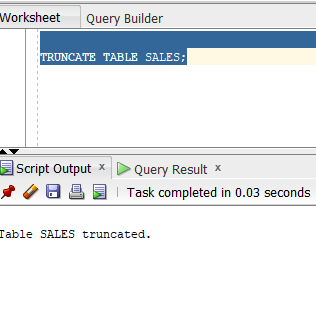 Worksheet Query Builder
TRUNCATE TABLE SALES;
Script Output x Query Result x
Task completed in 0.03 seconds
Table SALES truncated.